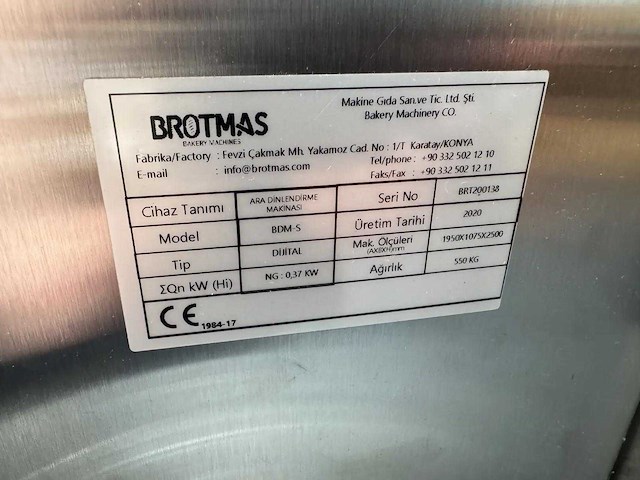 BROTMAS
BAKERY MACHINES
Makine Gıda San.ve Tic. Ltd. Şti.
Bakery Machinery CO.
Fabrika/Factory : Fevzi Çakmak Mh. Yakamoz Cad. No : 1/T Karatay/KONYA
E-mail : info@brotmas.com
Tel/phone : +90 332 502 12 10
Faks/Fax : +90 332 502 12 11
Cihaz Tanımı ARA DİNLENDİRME MAKİNASI Seri No BRT200138
Model BDM-S Üretim Tarihi 2020
Tip DİJİTAL Mak. Ölçüleri 1950X1075X2500
ΣQn kW (Hi) NG : 0,37 KW Ağırlık 550 KG
CE 1984-17